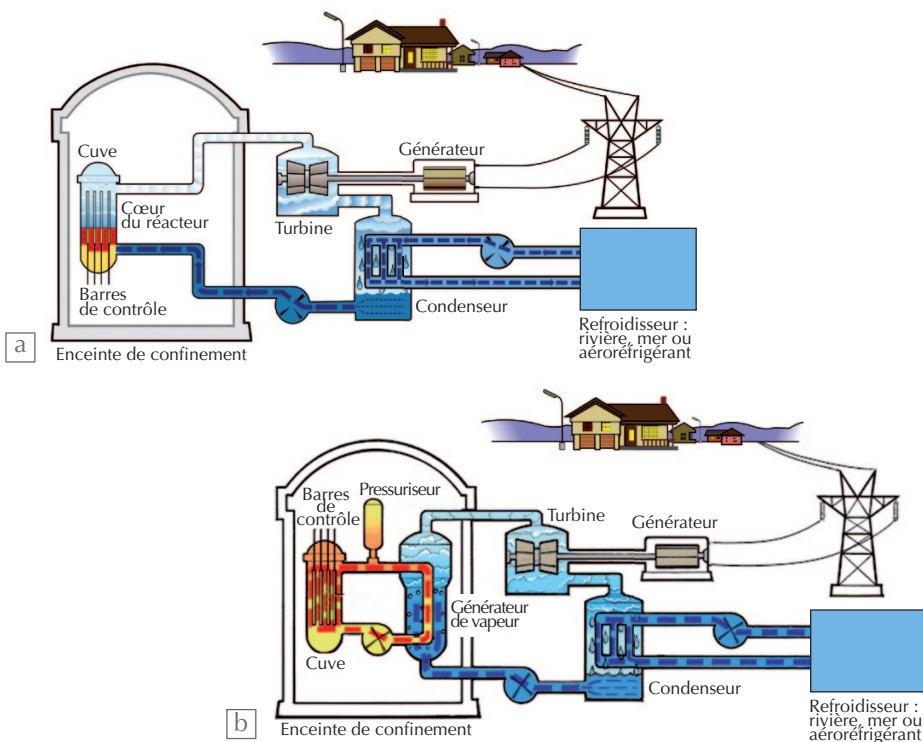 Cuve
Générateur
Cœur
du réacteur
Turbine
Barres
de contrôle
Condenseur
Refroidisseur :
rivière, mer ou
aéroréfrigérant
a
Enceinte de confinement
Barres
de
contrôle
Pressuriseur
Turbine
Générateur
Générateur
de vapeur
Cuve
Condenseur
Refroidisseur :
rivière, mer ou
aéroréfrigérant
b
Enceinte de confinement